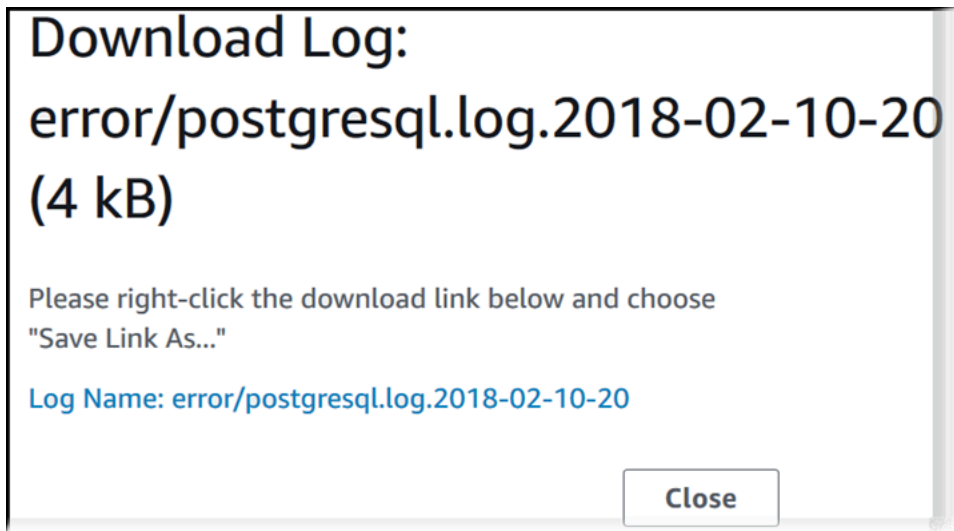 Download Log:
error/postgresql.log.2018-02-10-20
(4 kB)
Please right-click the download link below and choose
"Save Link As..."
Log Name: error/postgresql.log.2018-02-10-20
Close